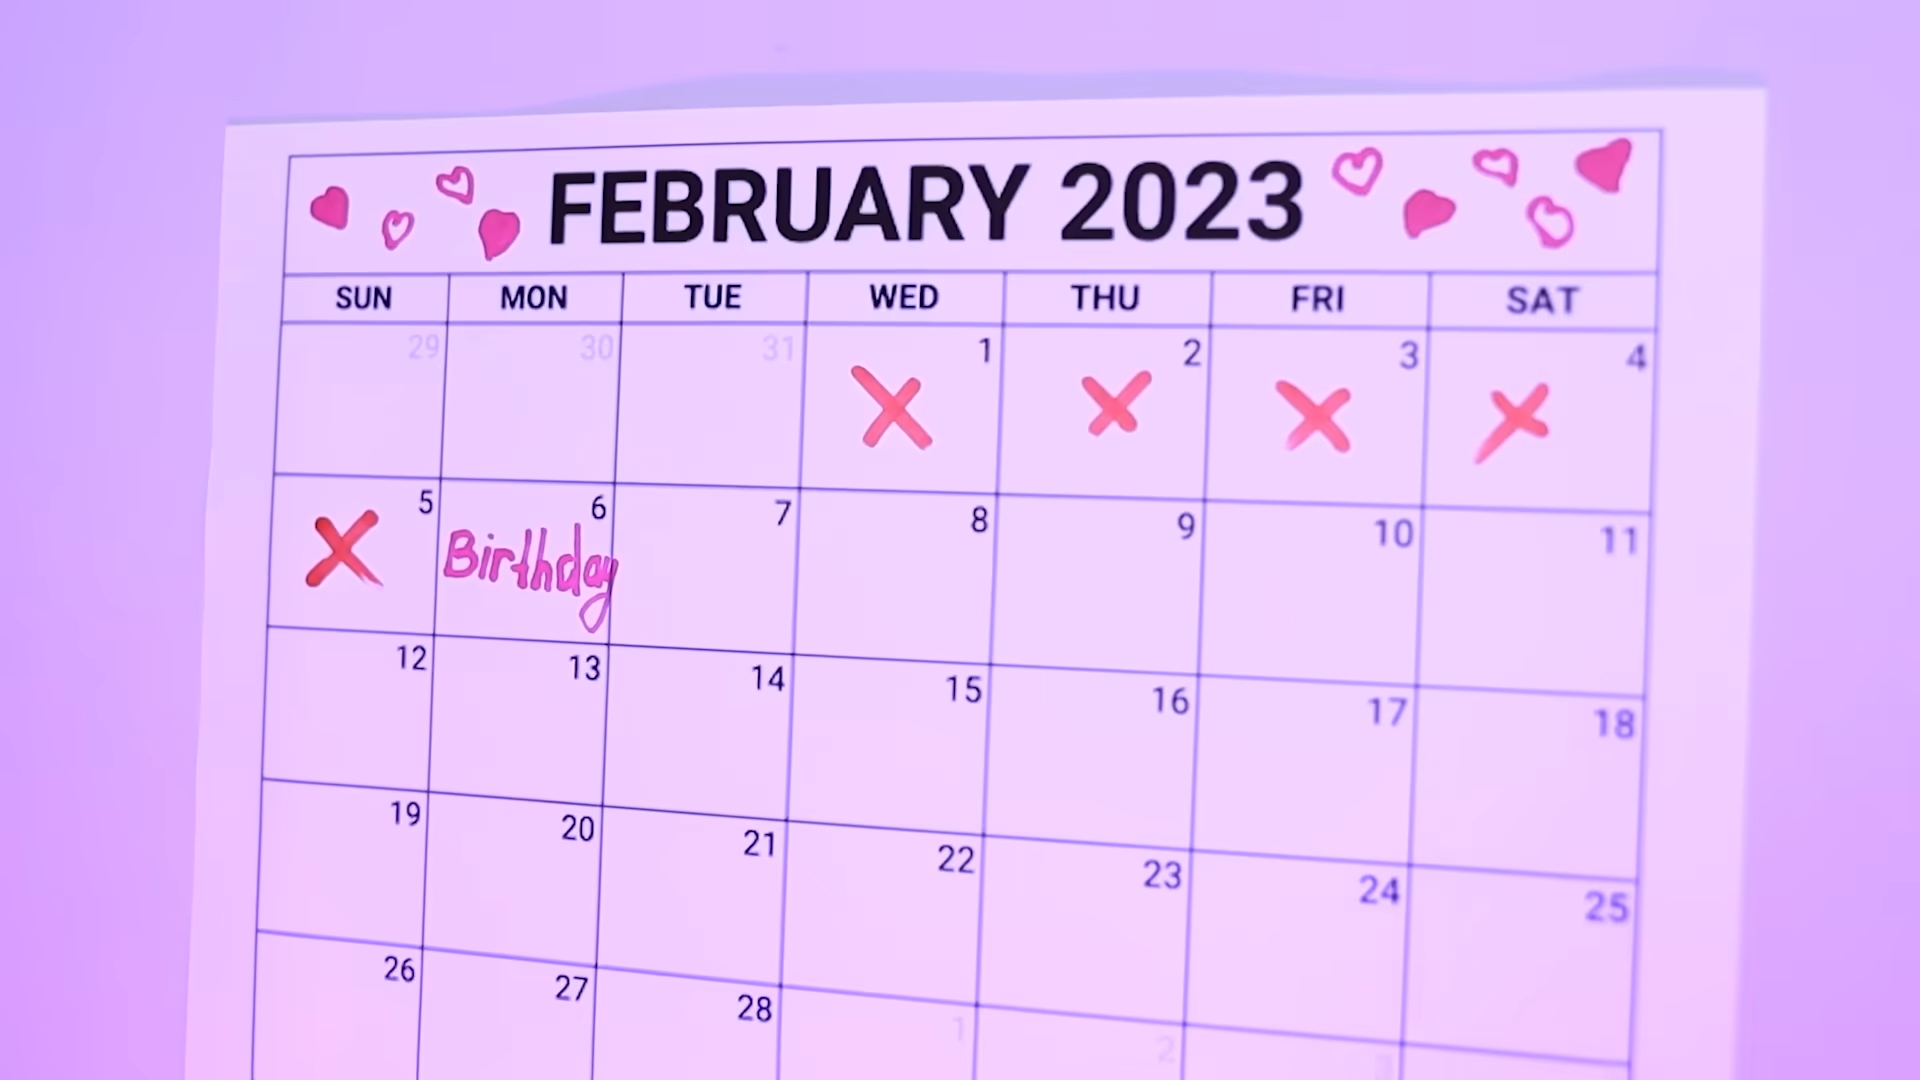 FEBRUARY 2023
SUN MON TUE WED THU FRI SAT
29 30 31 1 2 3 4
5 6 7 8 9 10 11
Birthday
12 13 14 15 16 17 18
19 20 21 22 23 24 25
26 27 28 1 2 3